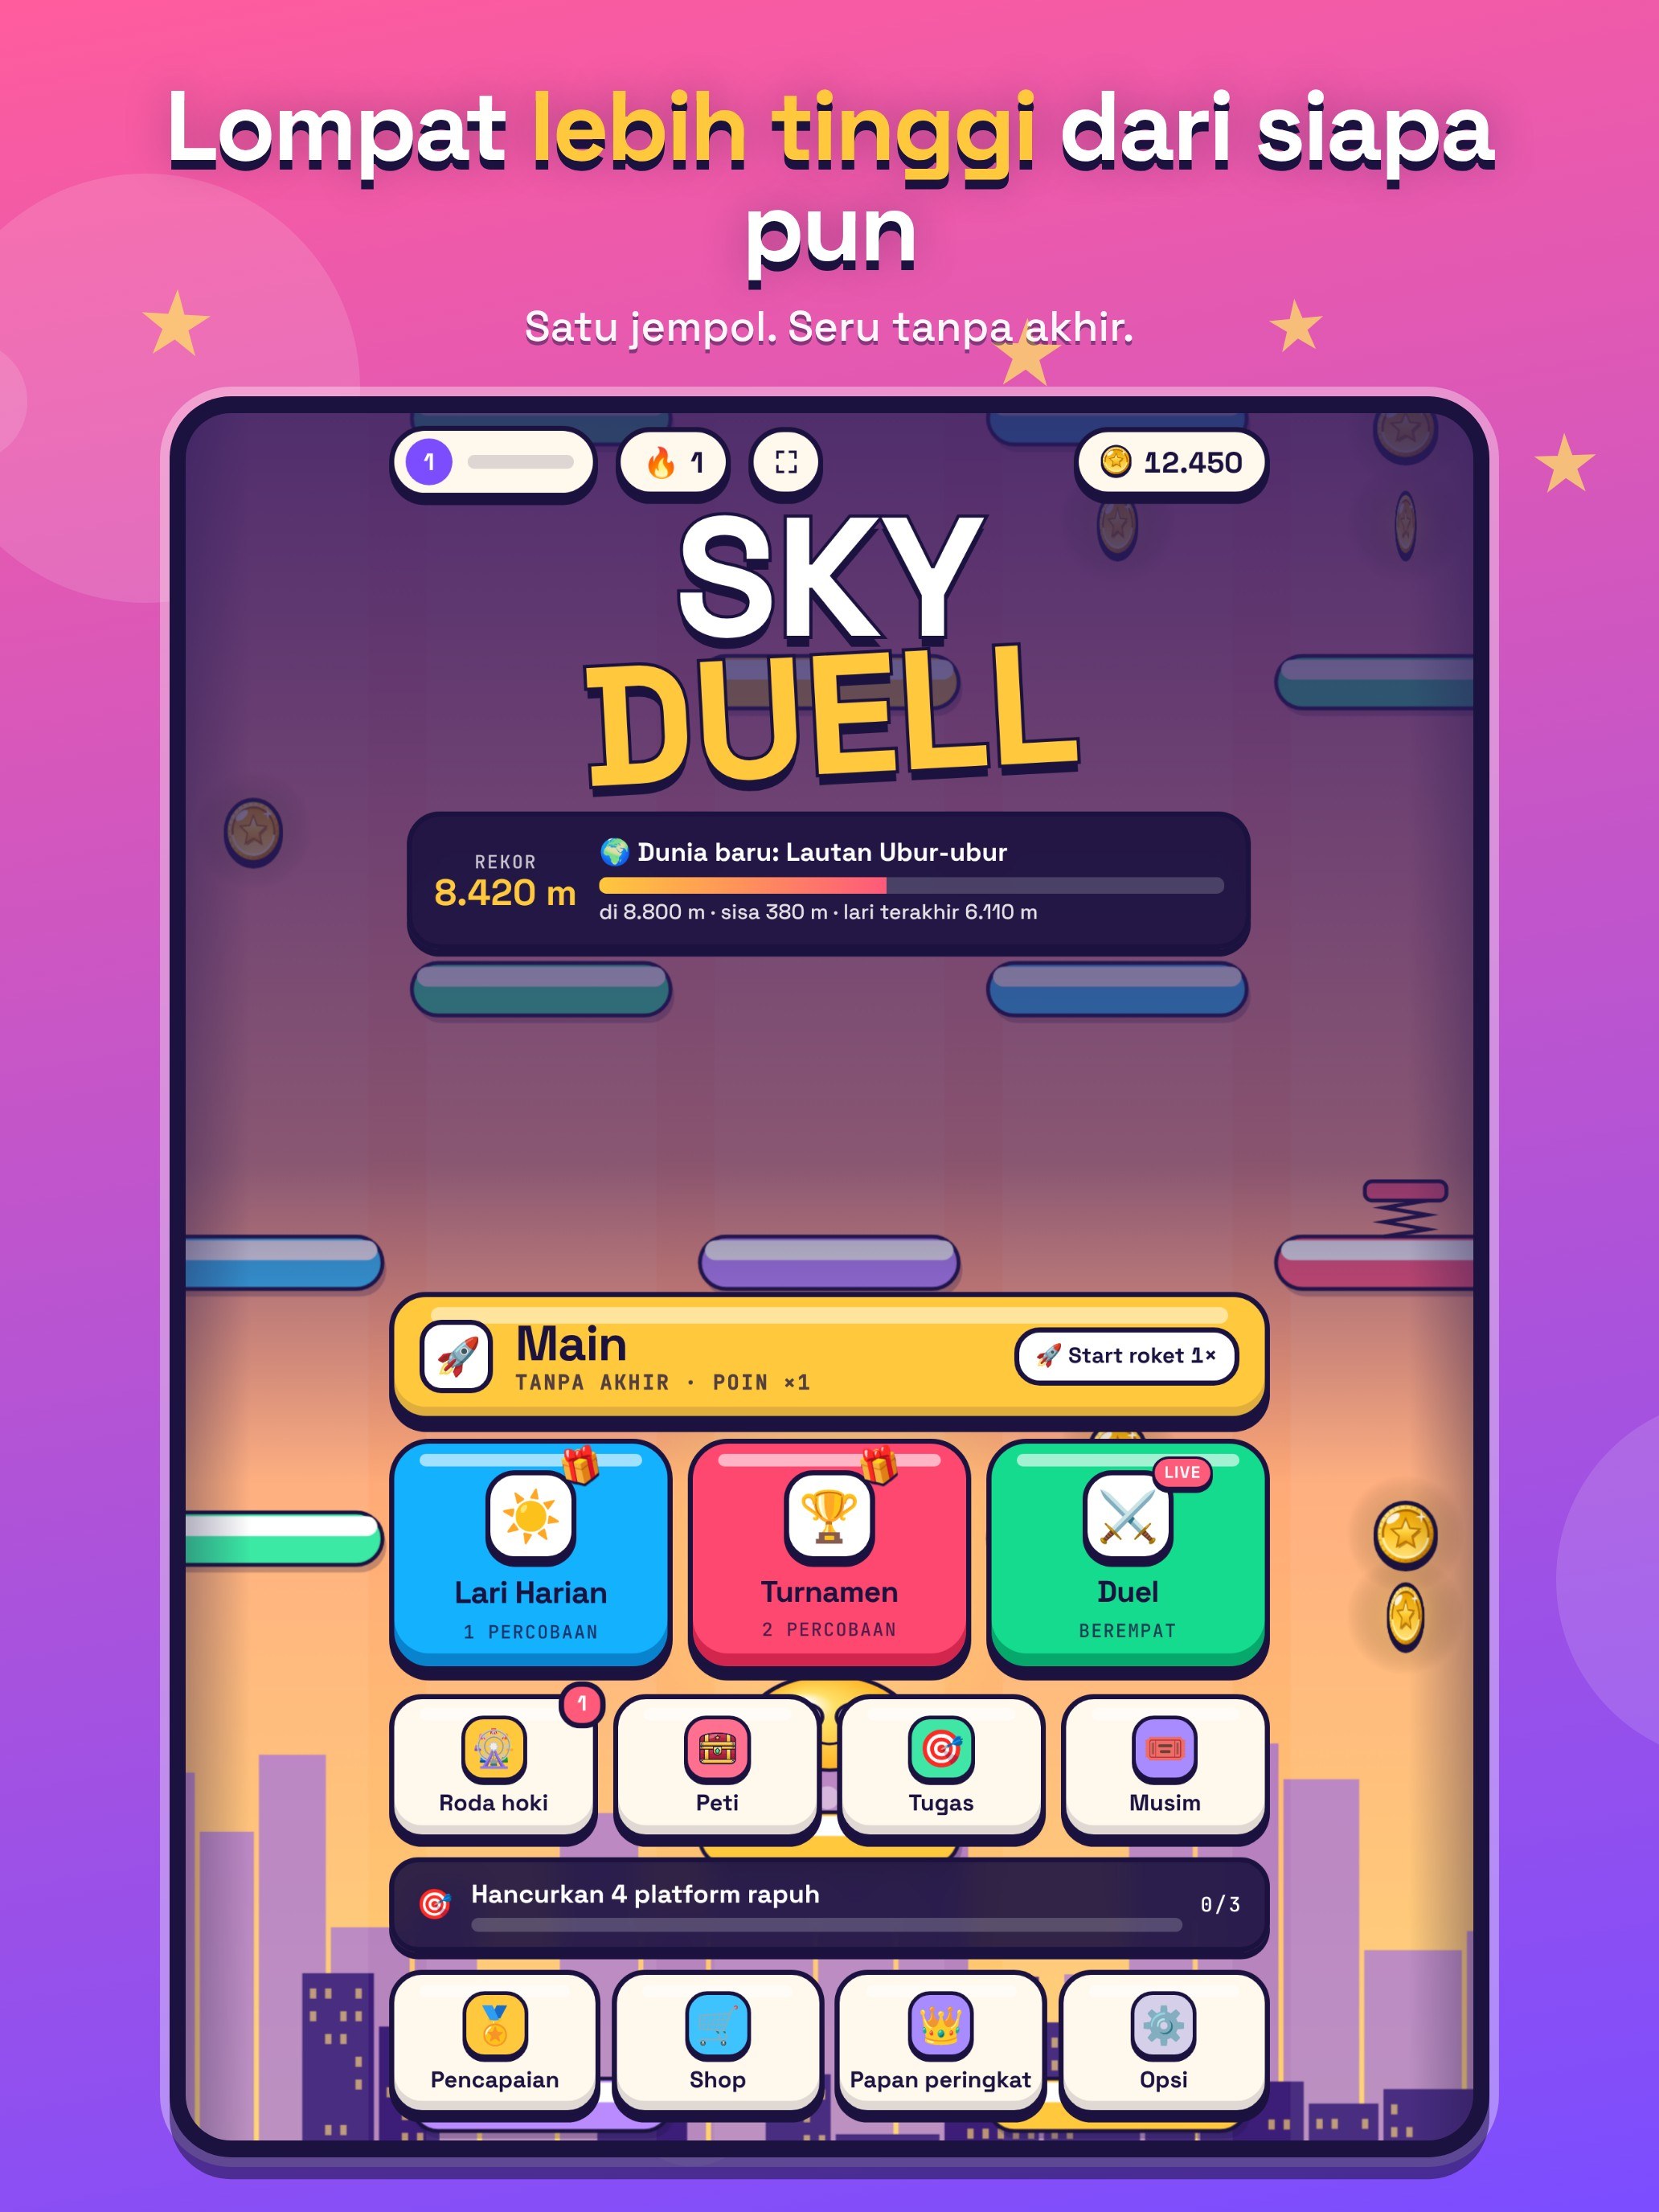 Lompat lebih tinggi dari siapa
pun
Satu jempol. Seru tanpa akhir.
1
🔥 1
12.450
SKY
DUELL
REKOR
8.420 m
🌍 Dunia baru: Lautan Ubur-ubur
di 8.800 m · sisa 380 m · lari terakhir 6.110 m
Main
TANPA AKHIR · POIN ×1
🚀 Start roket 1×
Lari Harian
1 PERCOBAAN
Turnamen
2 PERCOBAAN
LIVE
Duel
BEREMPAT
1
Roda hoki
Peti
Tugas
Musim
Hancurkan 4 platform rapuh
0/3
Pencapaian
Shop
Papan peringkat
Opsi